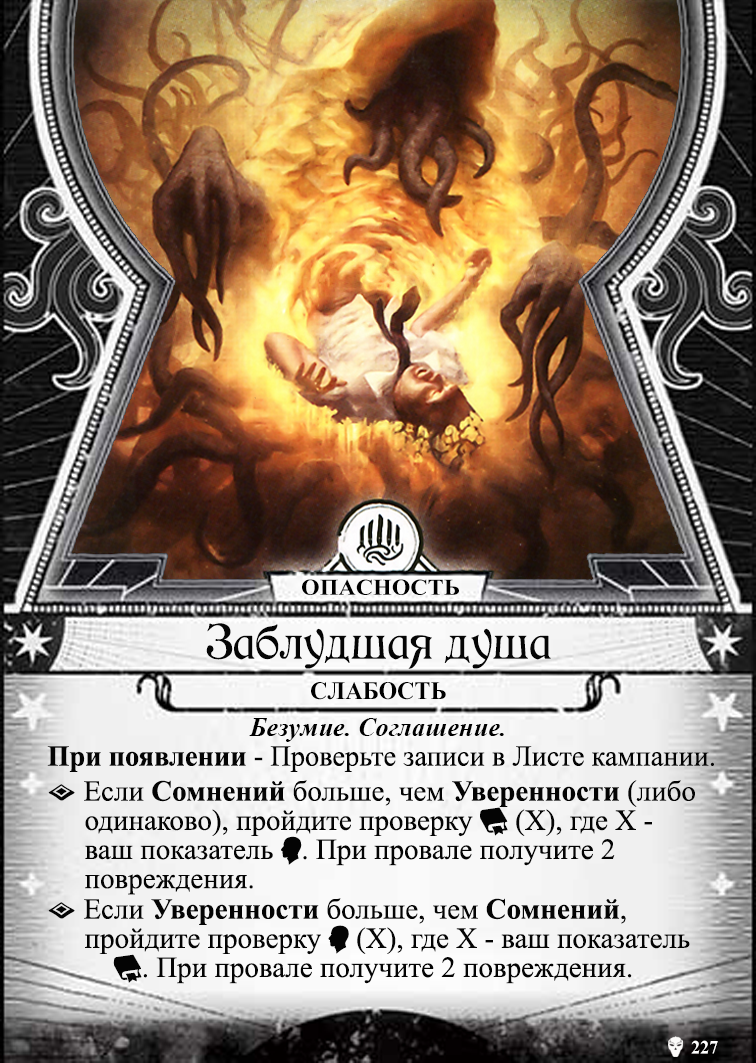 ОПАСНОСТЬ
Заблудшая душа
СЛАБОСТЬ
Безумие. Соглашение.
При появлении - Проверьте записи в Листе кампании.
Если Сомнений больше, чем Уверенности (либо
одинаково), пройдите проверку (X), где X -
ваш показатель . При провале получите 2
повреждения.
Если Уверенности больше, чем Сомнений,
пройдите проверку (X), где X - ваш показатель
. При провале получите 2 повреждения.
227